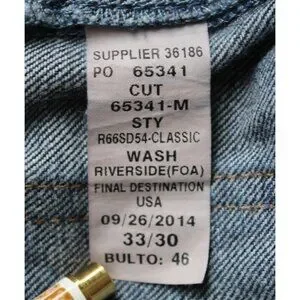 SUPPLIER 36186
PO 65341
CUT
65341-M
STY
R66SD54-CLASSIC
WASH
RIVERSIDE(FOA)
FINAL DESTINATION
USA
09/26/2014
33/30
BULTO: 46